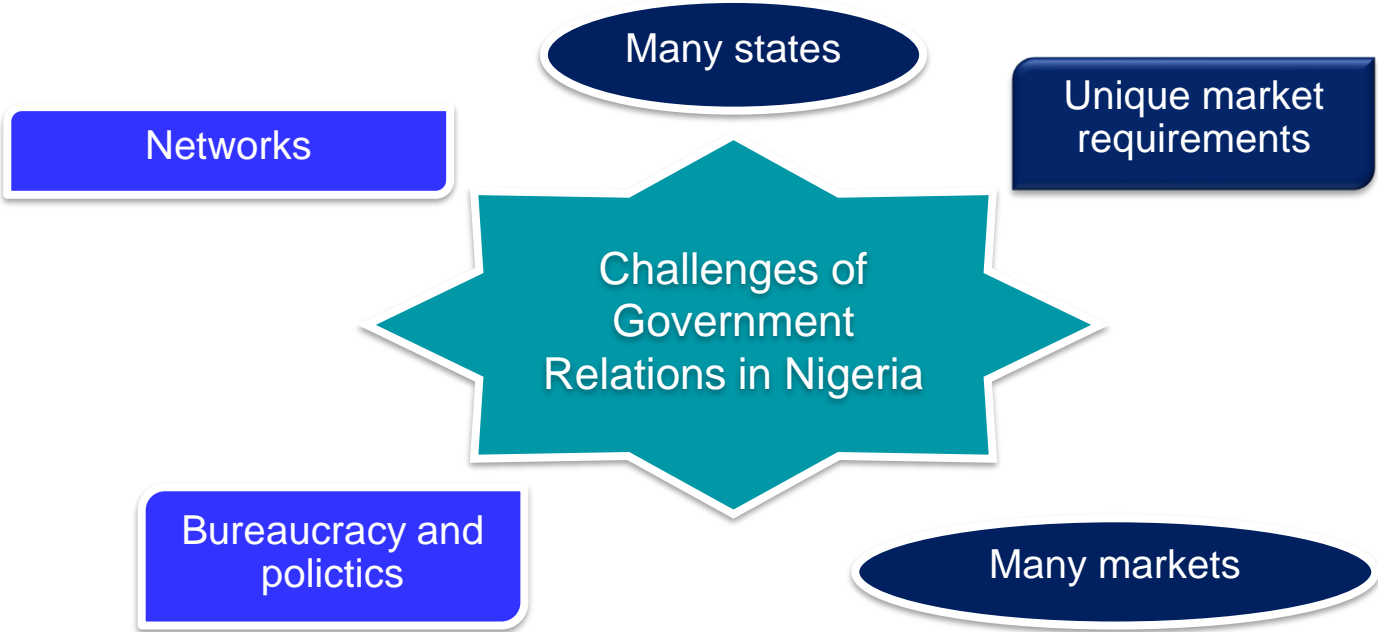 Many states
Unique market
requirements
Networks
Challenges of
Government
Relations in Nigeria
Bureaucracy and
polictics
Many markets